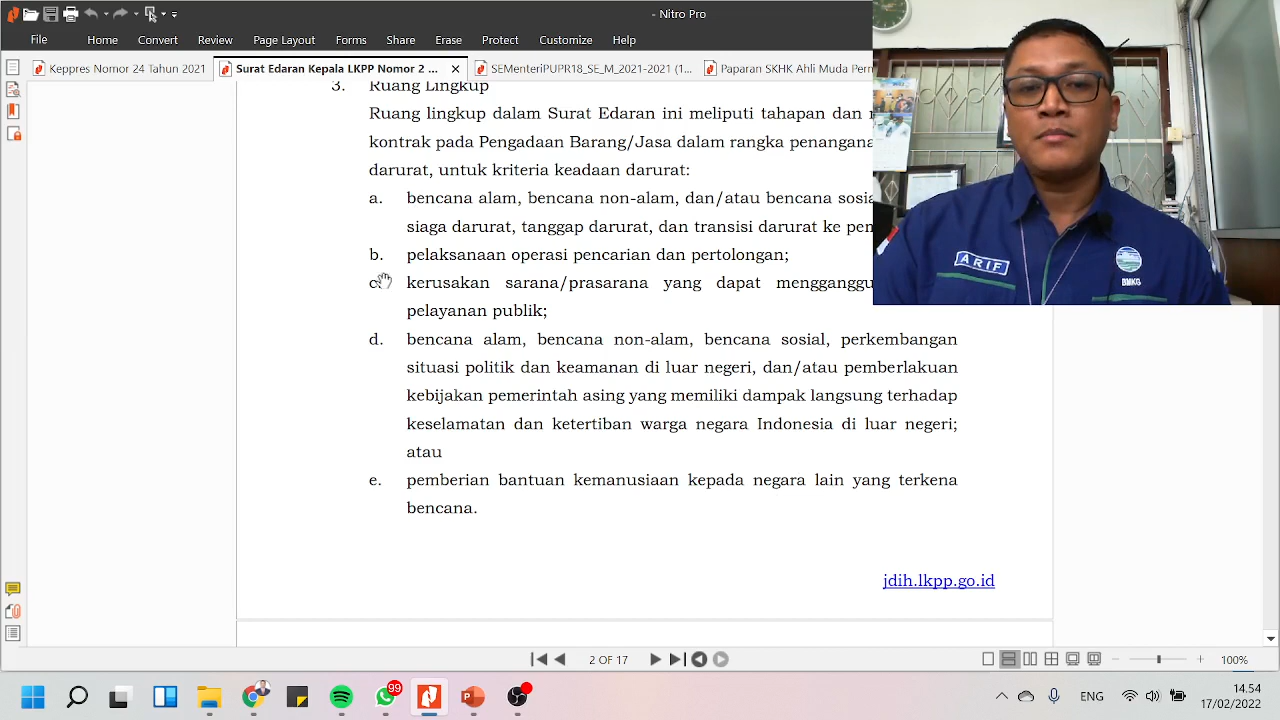 - Nitro Pro
File Home Convert Review Page Layout Forms Share Erase Protect Customize Help
Keppres Nomor 24 Tahun 2021 Surat Edaran Kepala LKPP Nomor 2 ... SEMenteriPUPR18_SE_M_2021-2021 (1... Paparan SKHK Ahli Muda
3. Ruang Lingkup
Ruang lingkup dalam Surat Edaran ini meliputi tahapan dan
kontrak pada Pengadaan Barang/Jasa dalam rangka penanganan
darurat, untuk kriteria keadaan darurat:
a. bencana alam, bencana non-alam, dan/atau bencana
siaga darurat, tanggap darurat, dan transisi darurat ke
b. pelaksanaan operasi pencarian dan pertolongan;
c. kerusakan sarana/prasarana yang dapat
pelayanan publik;
d. bencana alam, bencana non-alam, bencana sosial, perkembangan
situasi politik dan keamanan di luar negeri, dan/atau pemberlakuan
kebijakan pemerintah asing yang memiliki dampak langsung terhadap
keselamatan dan ketertiban warga negara Indonesia di luar negeri;
atau
e. pemberian bantuan kemanusiaan kepada negara lain yang terkena
bencana.
jdih.lkpp.go.id
ARIF
BMKG
2 OF 17
100%
99
ENG
14.54
17/02/2022